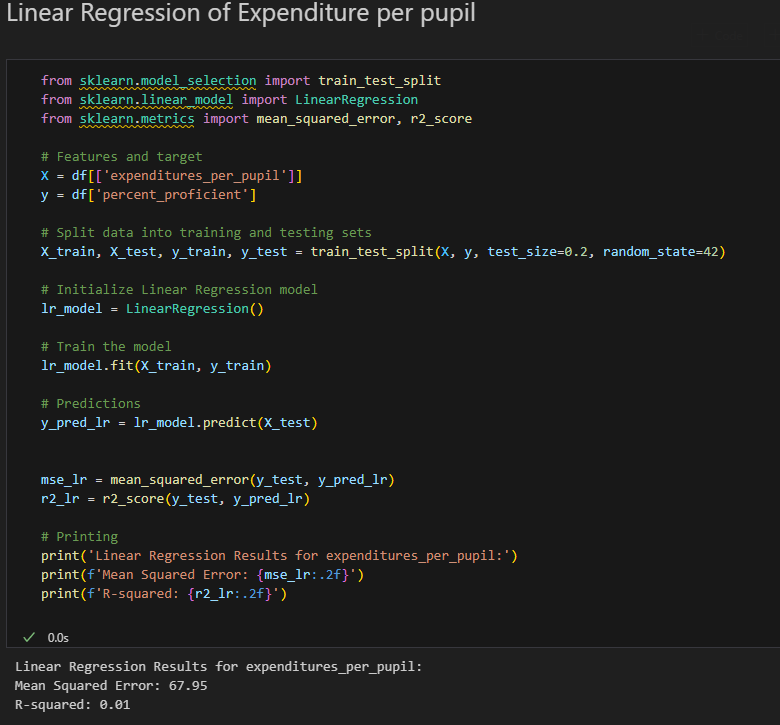 Linear Regression of Expenditure per pupil
from sklearn.model_selection import train_test_split
from sklearn.linear_model import LinearRegression
from sklearn.metrics import mean_squared_error, r2_score
# Features and target
X = df[['expenditures_per_pupil']]
y = df['percent_proficient']
# Split data into training and testing sets
X_train, X_test, y_train, y_test = train_test_split(X, y, test_size=0.2, random_state=42)
# Initialize Linear Regression model
lr_model = LinearRegression()
# Train the model
lr_model.fit(X_train, y_train)
# Predictions
y_pred_lr = lr_model.predict(X_test)
mse_lr = mean_squared_error(y_test, y_pred_lr)
r2_lr = r2_score(y_test, y_pred_lr)
# Printing
print('Linear Regression Results for expenditures_per_pupil:')
print(f'Mean Squared Error: {mse_lr:.2f}')
print(f'R-squared: {r2_lr:.2f}')
0.0s
Linear Regression Results for expenditures_per_pupil:
Mean Squared Error: 67.95
R-squared: 0.01